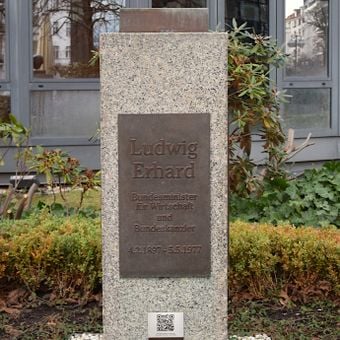 Ludwig
Erhard
Bundesminister
für Wirtschaft
und
Bundeskanzler
4.2.1897 - 5.5.1977